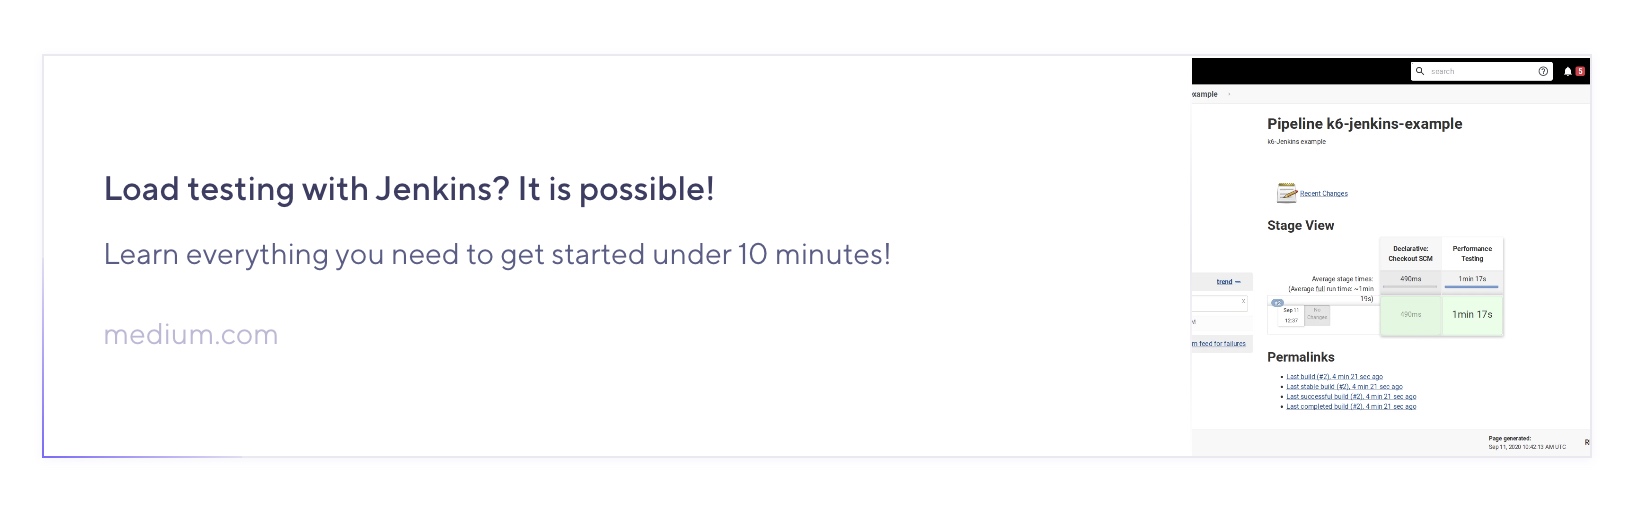 Load testing with Jenkins? It is possible!
Learn everything you need to get started under 10 minutes!
medium.com
search
5
example
Pipeline k6-jenkins-example
k6-Jenkins example
Recent Changes
Stage View
Declarative: Checkout SCM
Performance Testing
Average stage times:
490ms
1min 17s
(Average full run time: ~1min
19s)
trend
X
#2
Sep 11
12:37
No Changes
490ms
1min 17s
m feed for failures
Permalinks
Last build (#2), 4 min 21 sec ago
Last stable build (#2), 4 min 21 sec ago
Last successful build (#2), 4 min 21 sec ago
Last completed build (#2), 4 min 21 sec ago
Page generated:
Sep 11, 2020 10:42:13 AM UTC
R